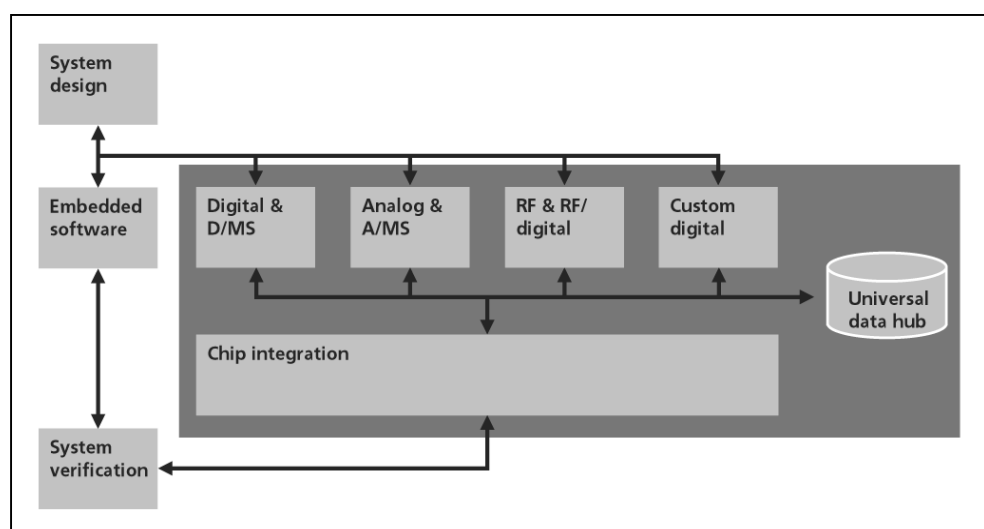 System
design
Embedded
software
Digital &
D/MS
Analog &
A/MS
RF & RF/
digital
Custom
digital
Universal
data hub
Chip integration
System
verification